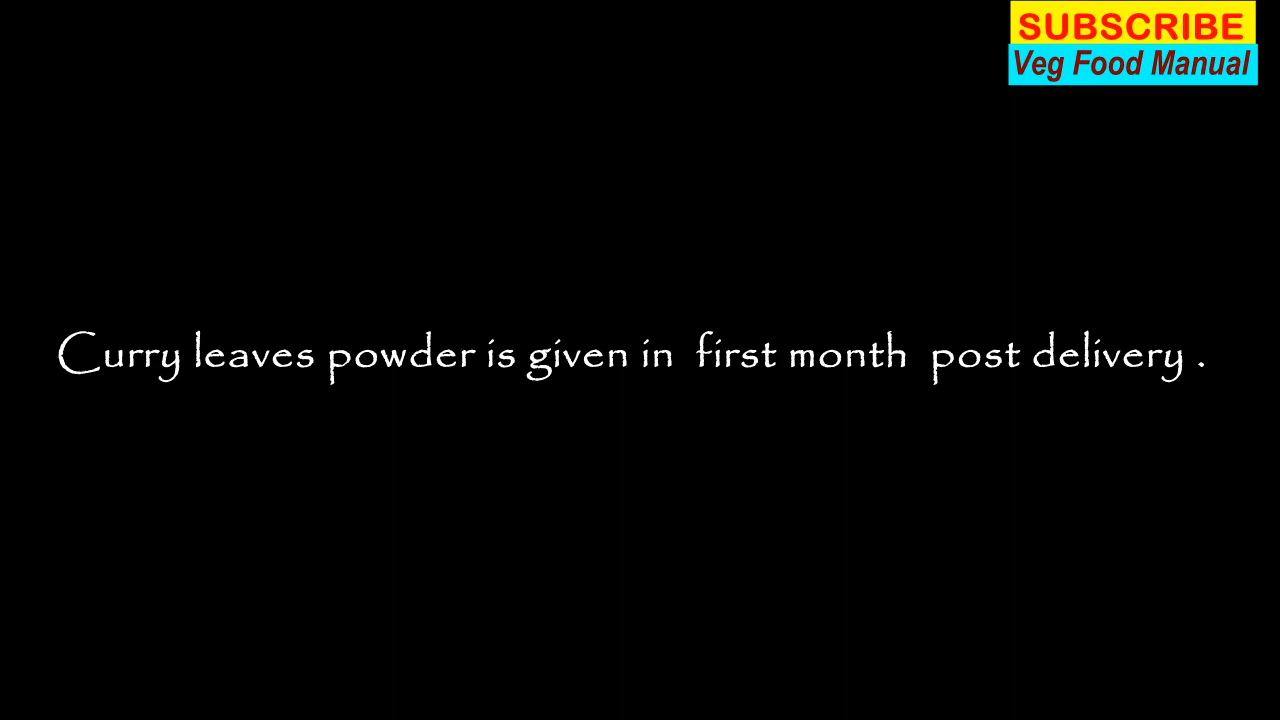 SUBSCRIBE
Veg Food Manual
Curry leaves powder is given in first month post delivery .